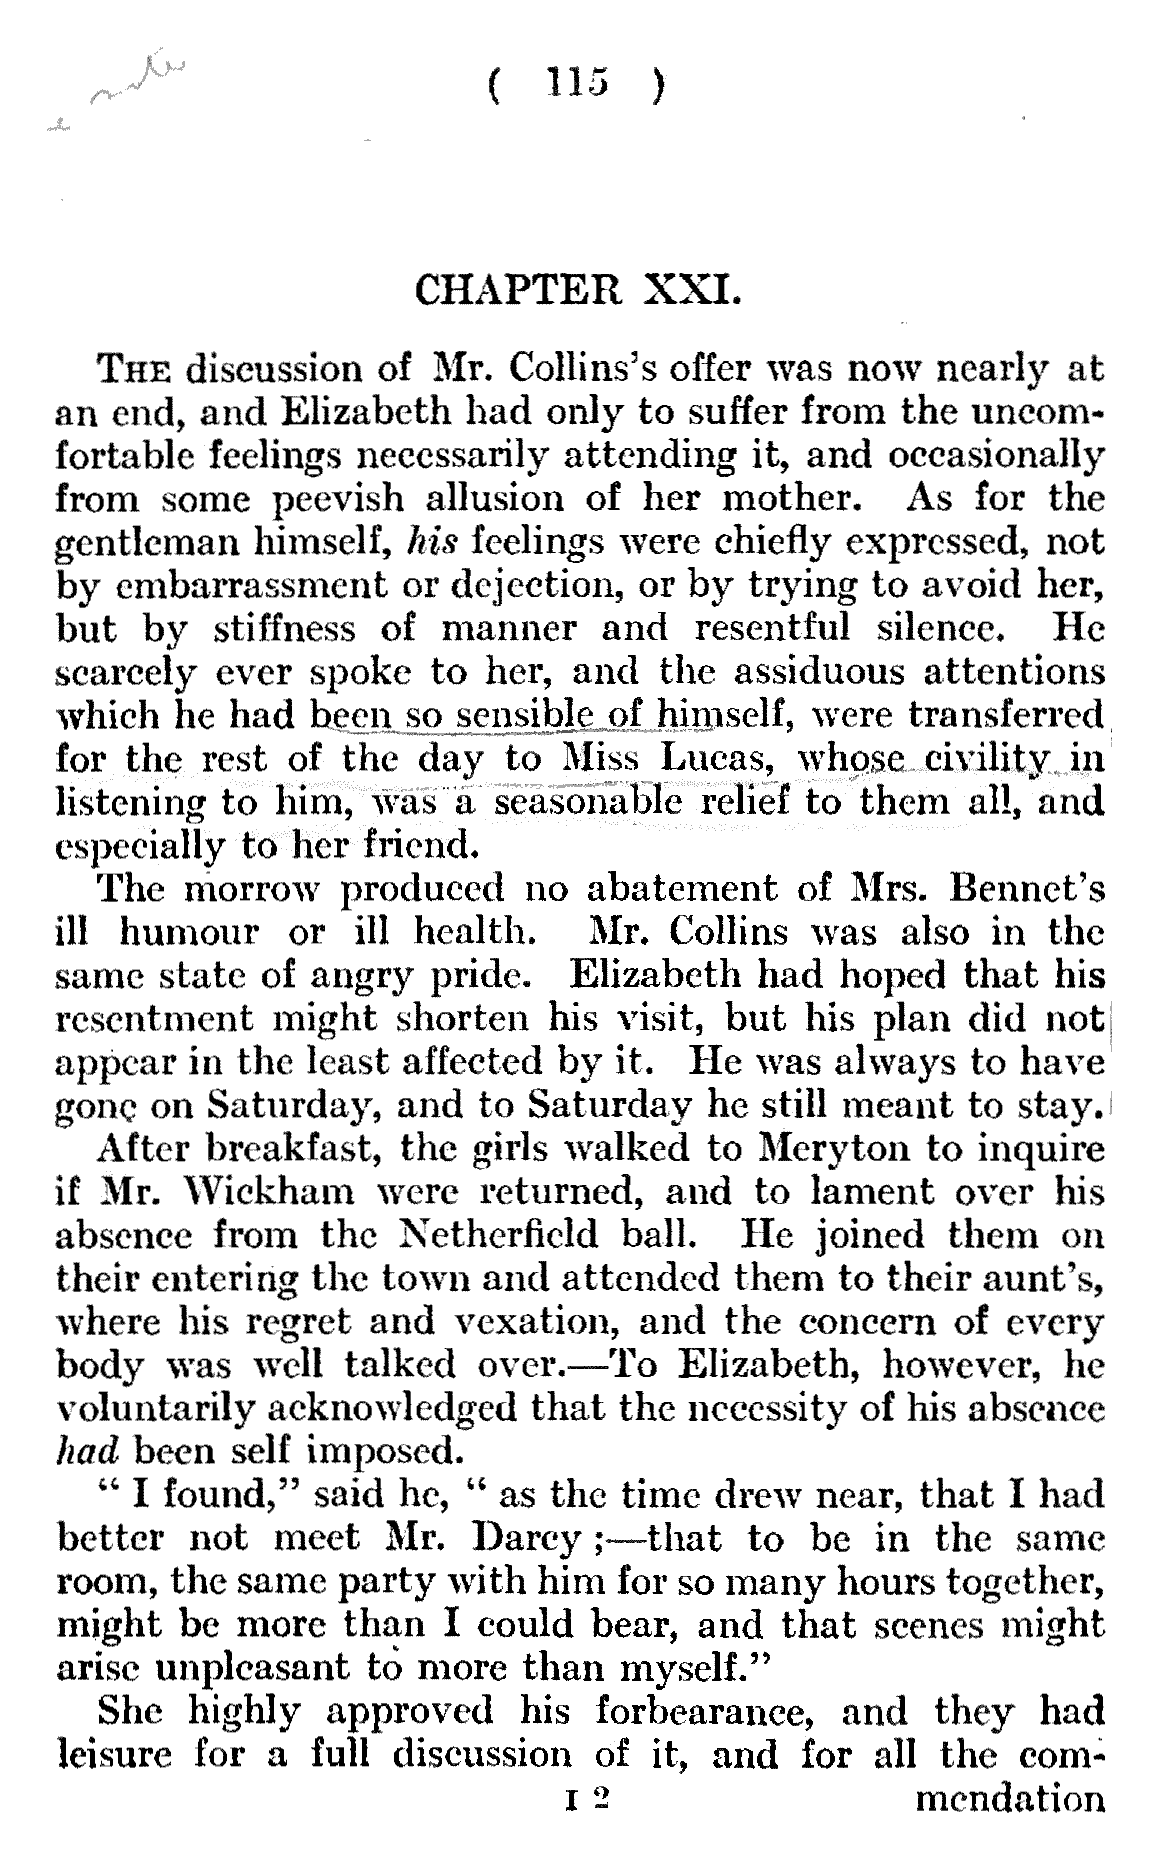 ( 115 )
CHAPTER XXI.
THE discussion of Mr. Collins's offer was now nearly at
an end, and Elizabeth had only to suffer from the uncom-
fortable feelings necessarily attending it, and occasionally
from some peevish allusion of her mother. As for the
gentleman himself, his feelings were chiefly expressed, not
by embarrassment or dejection, or by trying to avoid her,
but by stiffness of manner and resentful silence. He
scarcely ever spoke to her, and the assiduous attentions
which he had been so sensible of himself, were transferred
for the rest of the day to Miss Lucas, whose civility in
listening to him, was a seasonable relief to them all, and
especially to her friend.
The morrow produced no abatement of Mrs. Bennet's
ill humour or ill health. Mr. Collins was also in the
same state of angry pride. Elizabeth had hoped that his
resentment might shorten his visit, but his plan did not
appear in the least affected by it. He was always to have
gone on Saturday, and to Saturday he still meant to stay.
After breakfast, the girls walked to Meryton to inquire
if Mr. Wickham were returned, and to lament over his
absence from the Netherfield ball. He joined them on
their entering the town and attended them to their aunt's,
where his regret and vexation, and the concern of every
body was well talked over.—To Elizabeth, however, he
voluntarily acknowledged that the necessity of his absence
had been self imposed.
" I found," said he, " as the time drew near, that I had
better not meet Mr. Darcy ;—that to be in the same
room, the same party with him for so many hours together,
might be more than I could bear, and that scenes might
arise unpleasant to more than myself."
She highly approved his forbearance, and they had
leisure for a full discussion of it, and for all the com-
I 2 mendation